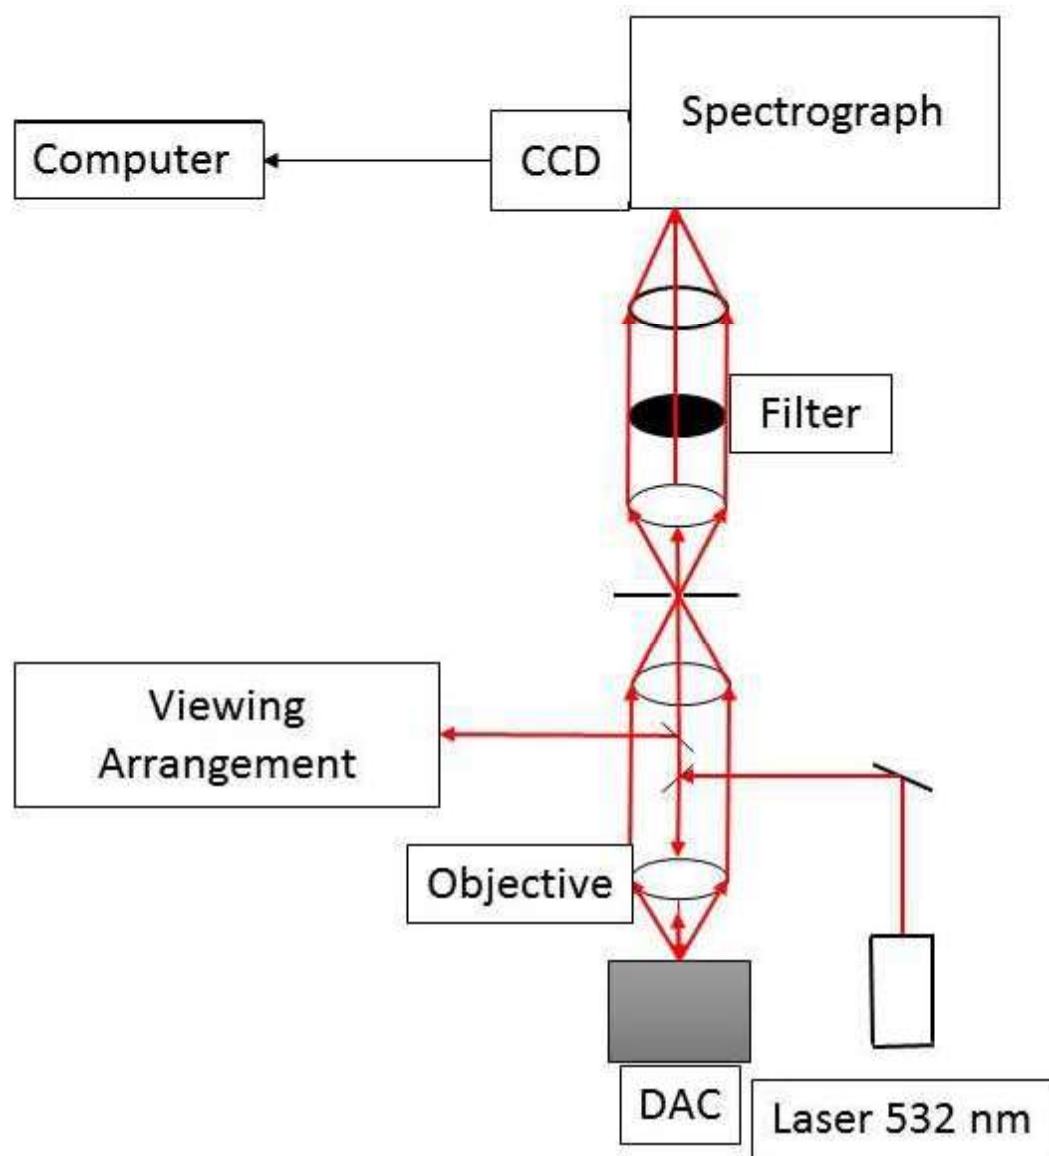 Spectrograph
Computer
CCD
Filter
Viewing
Arrangement
Objective
DAC
Laser 532 nm